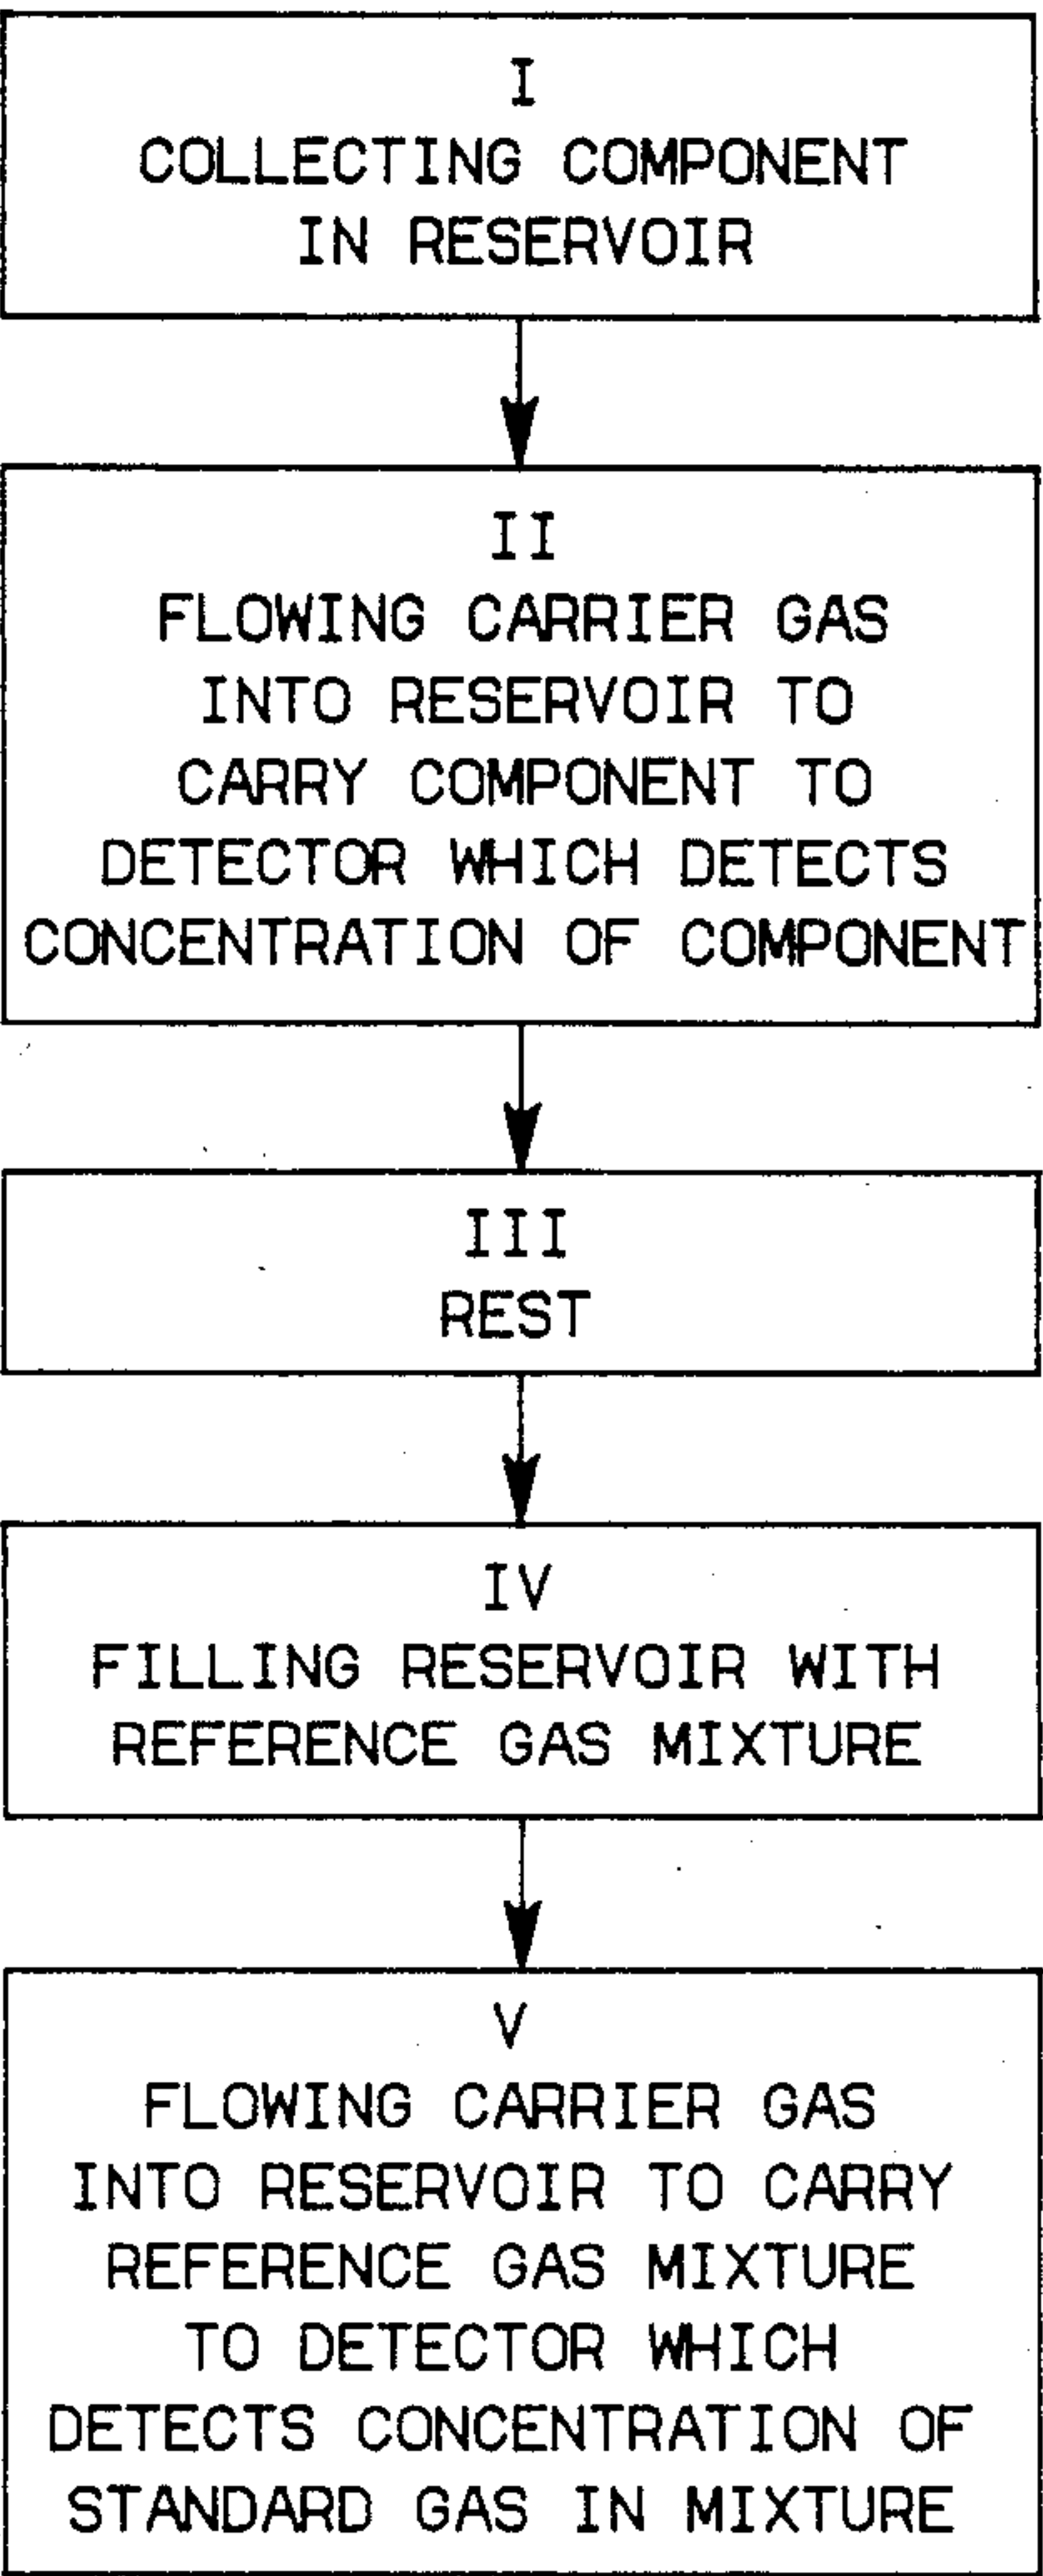 I
COLLECTING COMPONENT
IN RESERVOIR
II
FLOWING CARRIER GAS
INTO RESERVOIR TO
CARRY COMPONENT TO
DETECTOR WHICH DETECTS
CONCENTRATION OF COMPONENT
III
REST
IV
FILLING RESERVOIR WITH
REFERENCE GAS MIXTURE
V
FLOWING CARRIER GAS
INTO RESERVOIR TO CARRY
REFERENCE GAS MIXTURE
TO DETECTOR WHICH
DETECTS CONCENTRATION OF
STANDARD GAS IN MIXTURE